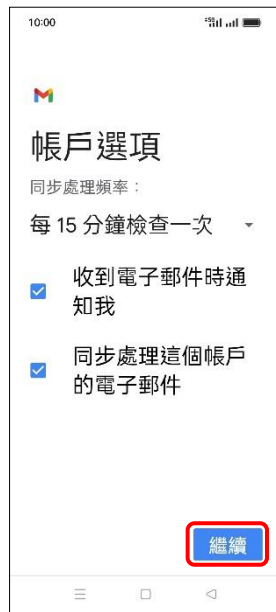 10:00
帳戶選項
同步處理頻率：
每 15 分鐘檢查一次
收到電子郵件時通
知我
同步處理這個帳戶
的電子郵件
繼續